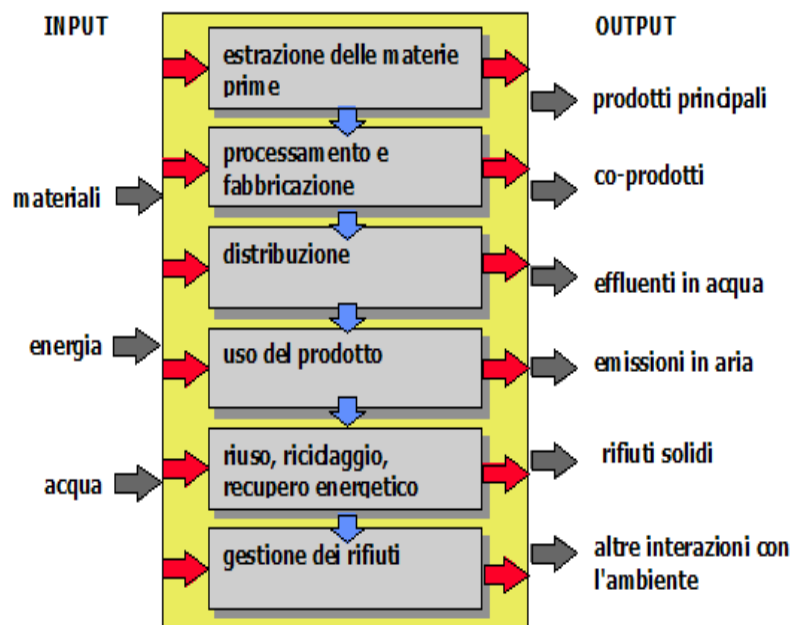 INPUT
OUTPUT
estrazione delle materie
prime
prodotti principali
processamento e
fabbricazione
materiali
co-prodotti
distribuzione
effluenti in acqua
energia
uso del prodotto
emissioni in aria
riuso, riciclaggio,
recupero energetico
acqua
rifiuti solidi
gestione dei rifiuti
altre interazioni con
l'ambiente